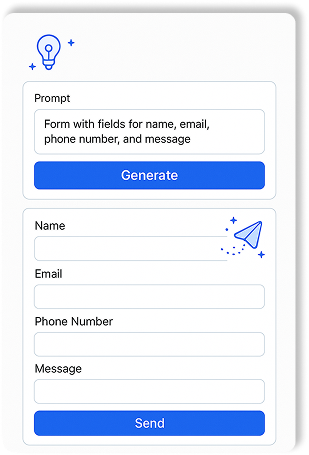 Prompt
Form with fields for name, email,
phone number, and message
Generate
Name
Email
Phone Number
Message
Send